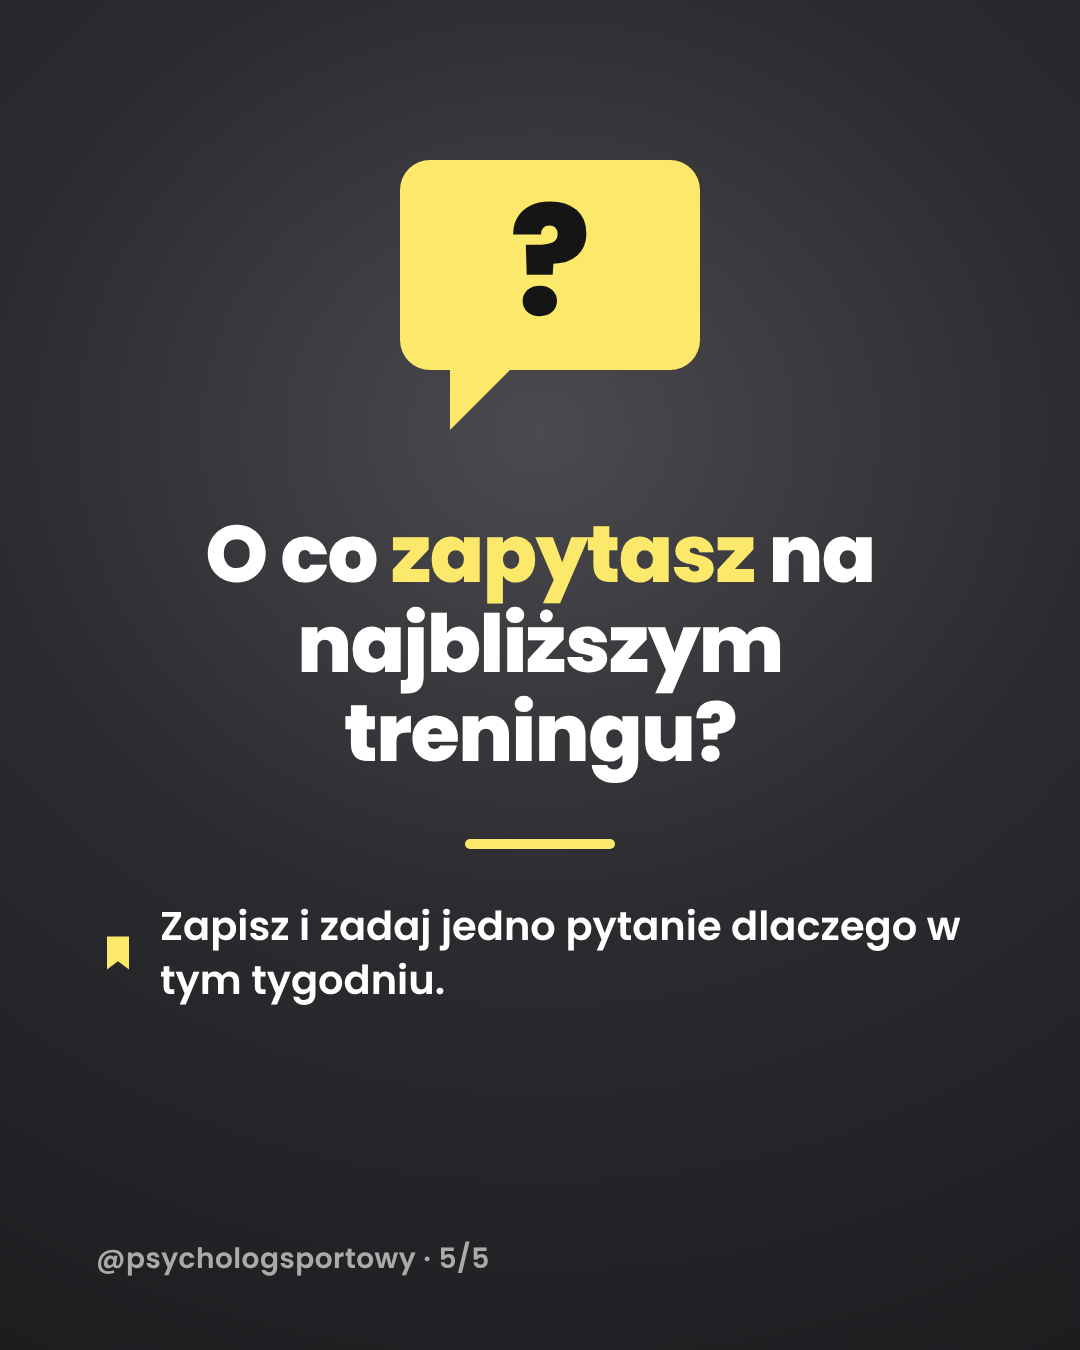 ?
O co zapytasz na
najbliższym
treningu?
Zapisz i zadaj jedno pytanie dlaczego w
tym tygodniu.
@psychologsportowy · 5/5